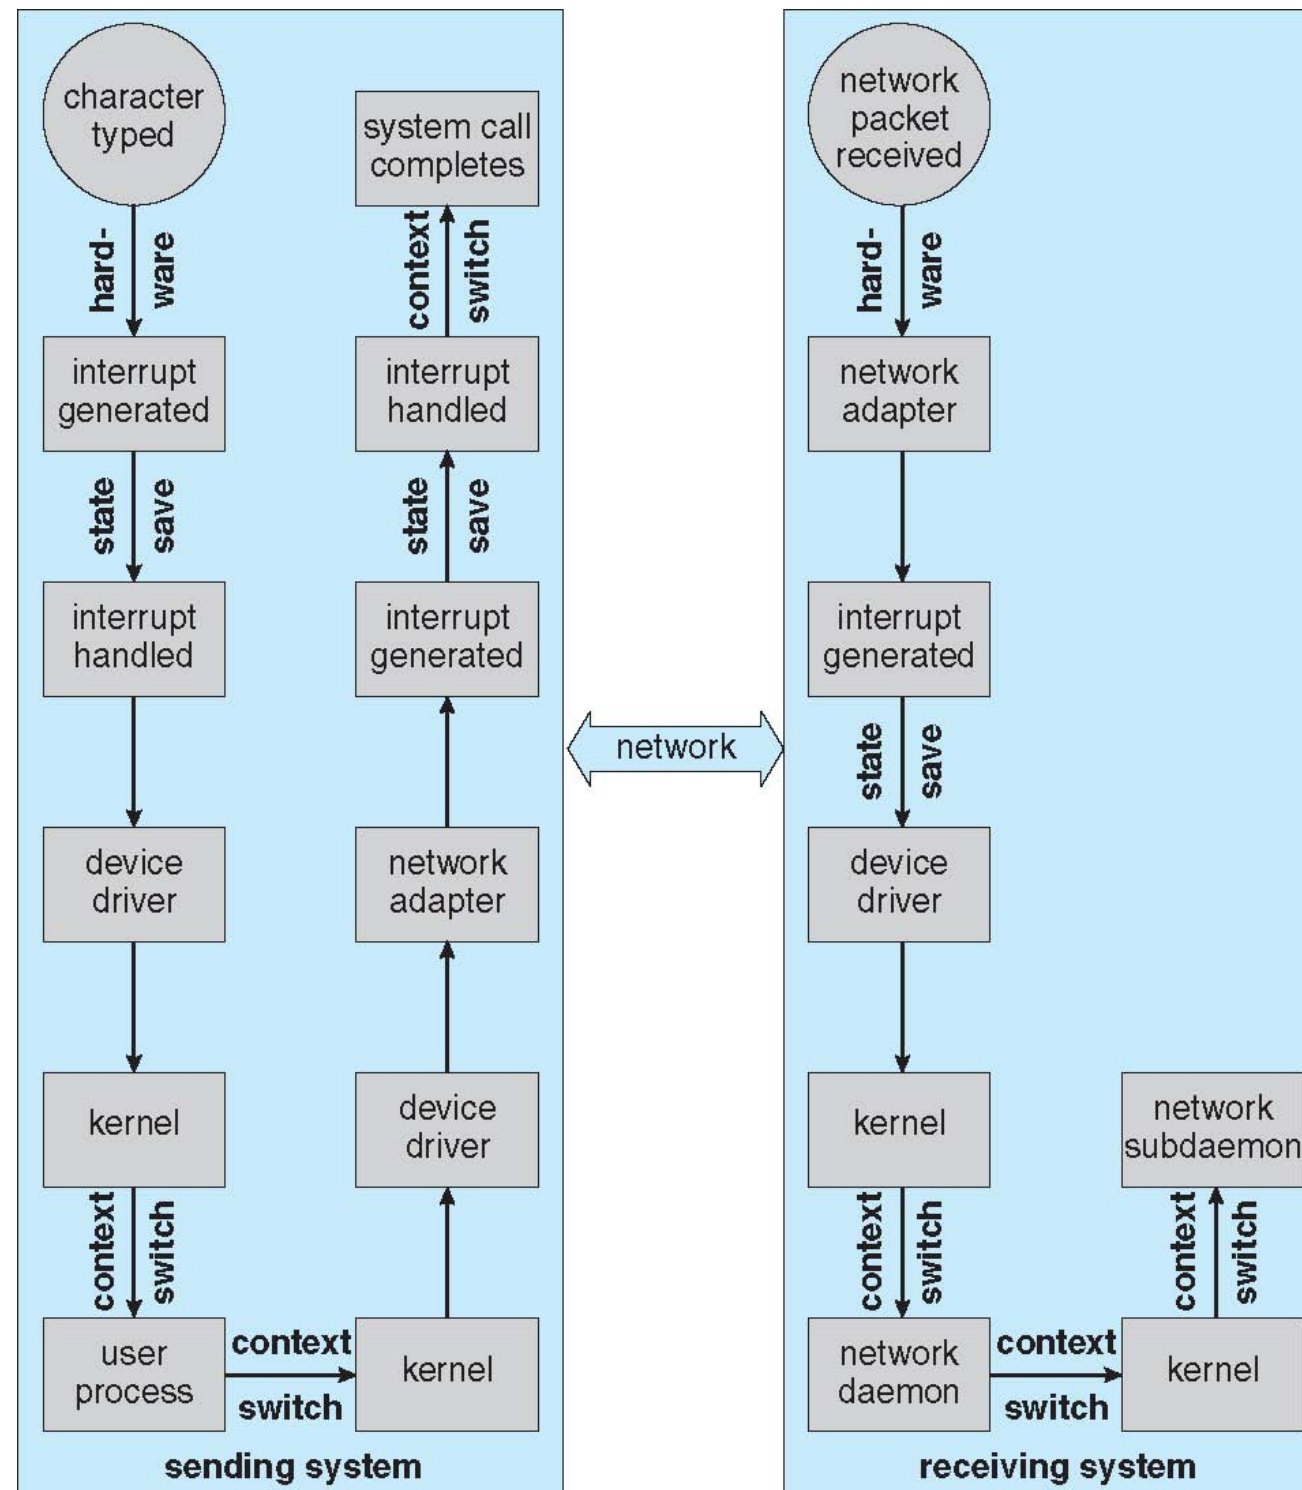 character
typed
hard-
ware
interrupt
generated
state
save
interrupt
handled
device
driver
kernel
context
switch
user
process
context
switch
kernel
device
driver
network
adapter
interrupt
generated
state
save
interrupt
handled
context
switch
system call
completes
sending system
network
network
packet
received
hard-
ware
network
adapter
interrupt
generated
state
save
device
driver
kernel
context
switch
network
daemon
context
switch
kernel
context
switch
network
subdaemon
receiving system